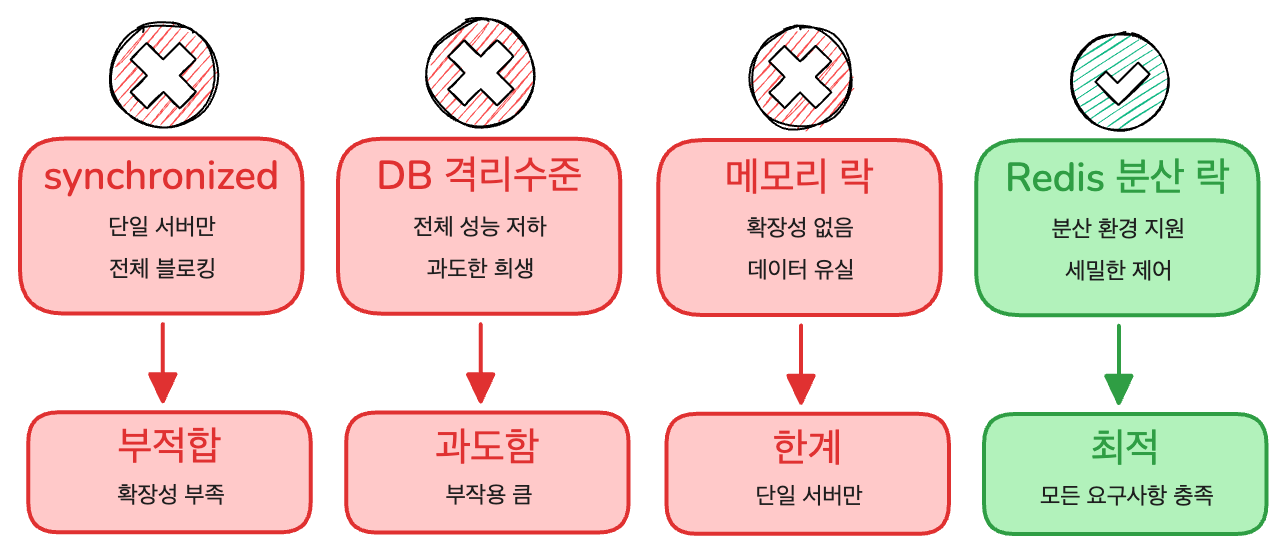 synchronized
단일 서버만
전체 블로킹
부적합
확장성 부족
DB 격리수준
전체 성능 저하
과도한 희생
과도함
부작용 큼
메모리 락
확장성 없음
데이터 유실
한계
단일 서버만
Redis 분산 락
분산 환경 지원
세밀한 제어
최적
모든 요구사항 충족